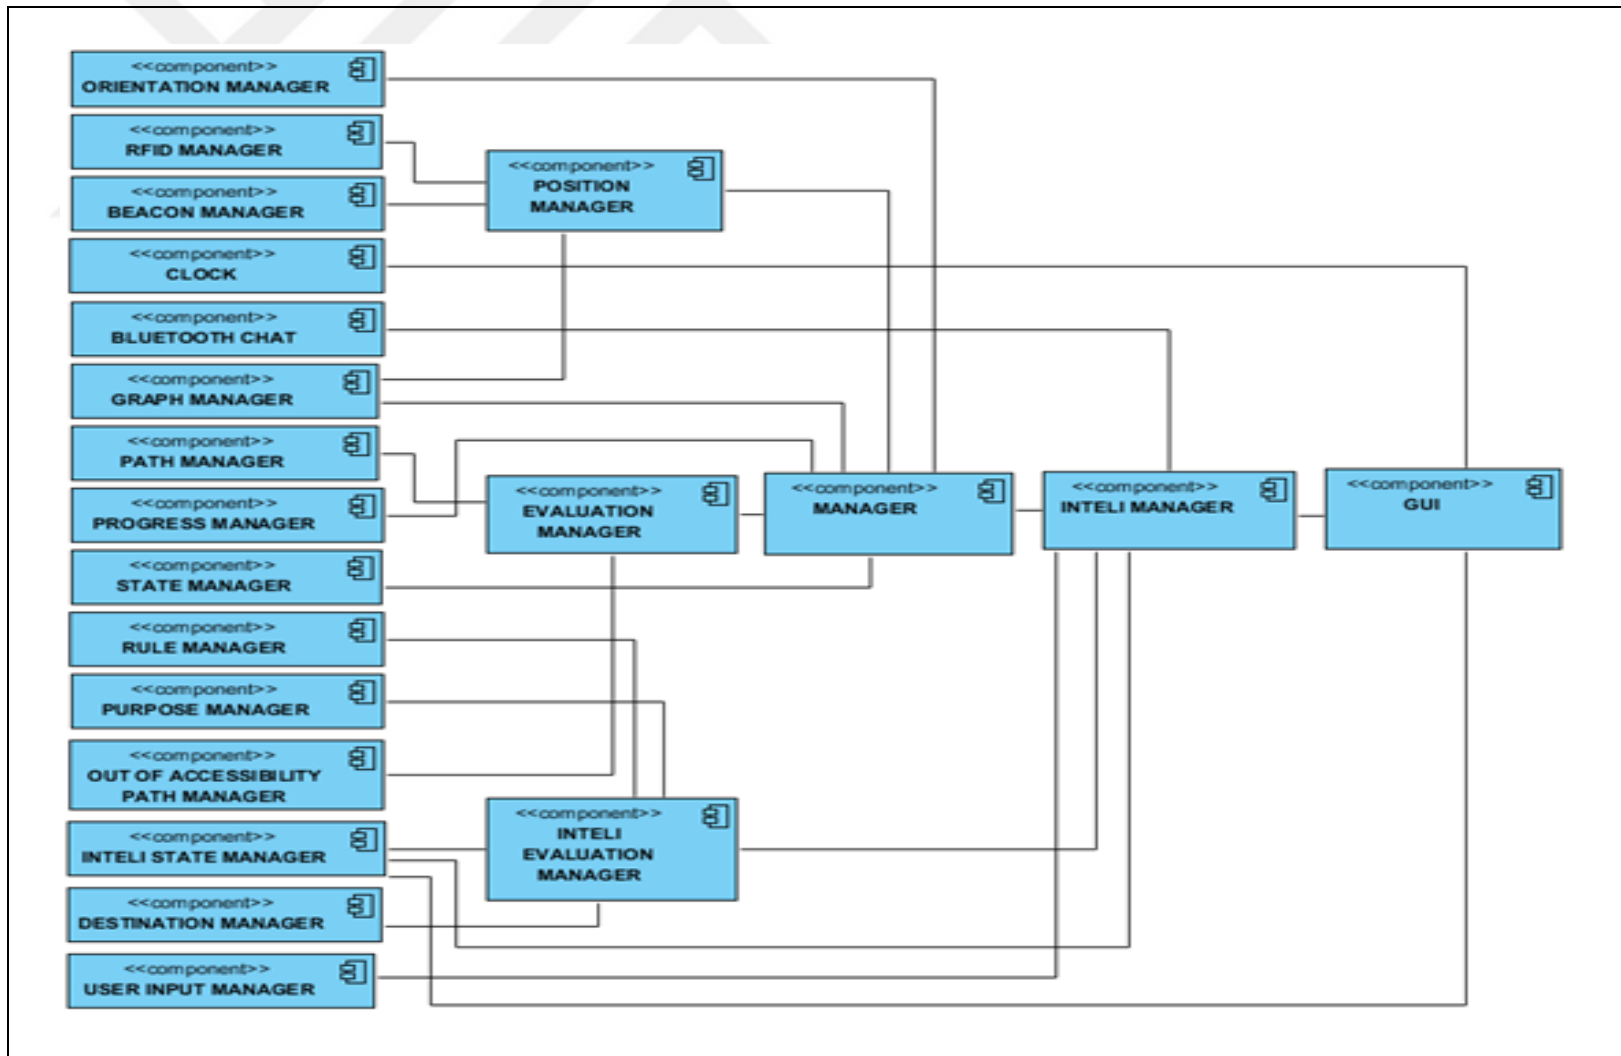 <<component>>
ORIENTATION MANAGER
<<component>>
RFID MANAGER
<<component>>
BEACON MANAGER
<<component>>
CLOCK
<<component>>
BLUETOOTH CHAT
<<component>>
GRAPH MANAGER
<<component>>
PATH MANAGER
<<component>>
PROGRESS MANAGER
<<component>>
STATE MANAGER
<<component>>
RULE MANAGER
<<component>>
PURPOSE MANAGER
<<component>>
OUT OF ACCESSIBILITY
PATH MANAGER
<<component>>
INTELI STATE MANAGER
<<component>>
DESTINATION MANAGER
<<component>>
USER INPUT MANAGER
<<component>>
POSITION
MANAGER
<<component>>
EVALUATION
MANAGER
<<component>>
INTELI
EVALUATION
MANAGER
<<component>>
MANAGER
<<component>>
INTELI MANAGER
<<component>>
GUI